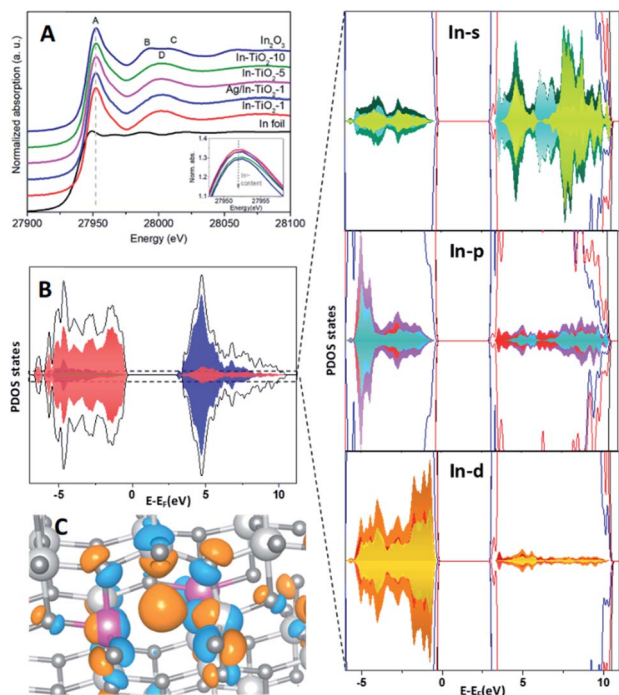 A
A
B
C
D
In2O3
In-TiO2-10
In-TiO2-5
Ag/In-TiO2-1
In-TiO2-1
In foil
Normalized absorption (a. u.)
27900
27950
28000
28050
28100
Energy (eV)
Norm. abs.
1.4
1.3
1.2
1.1
In-
content
27950
27955
Energy(eV)
B
PDOS states
-5
0
5
10
E-EF(eV)
C
In-s
In-p
In-d
PDOS states
-5
0
5
10
E-EF(eV)